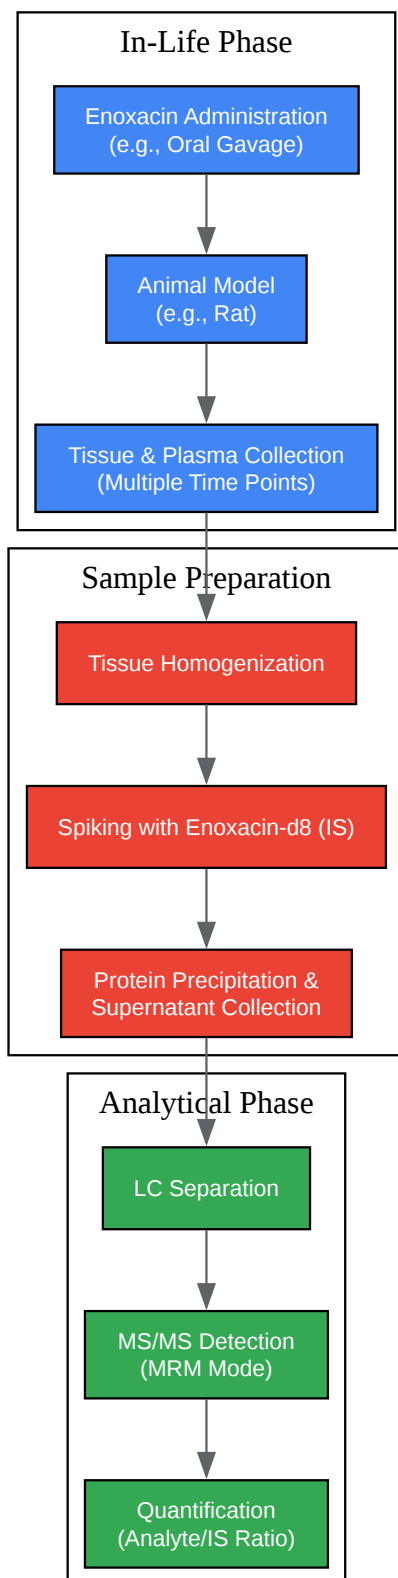 In-Life Phase
Enoxacin Administration
(e.g., Oral Gavage)
Animal Model
(e.g., Rat)
Tissue & Plasma Collection
(Multiple Time Points)
Sample Preparation
Tissue Homogenization
Spiking with Enoxacin-d8 (IS)
Protein Precipitation &
Supernatant Collection
Analytical Phase
LC Separation
MS/MS Detection
(MRM Mode)
Quantification
(Analyte/IS Ratio)